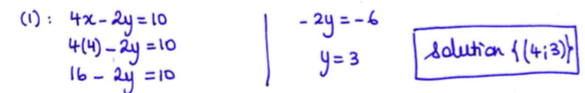 (1): 4x - 2y = 10
4(4) - 2y = 10
16 - 2y = 10
- 2y = -6
y = 3
Solution {(4;3)}